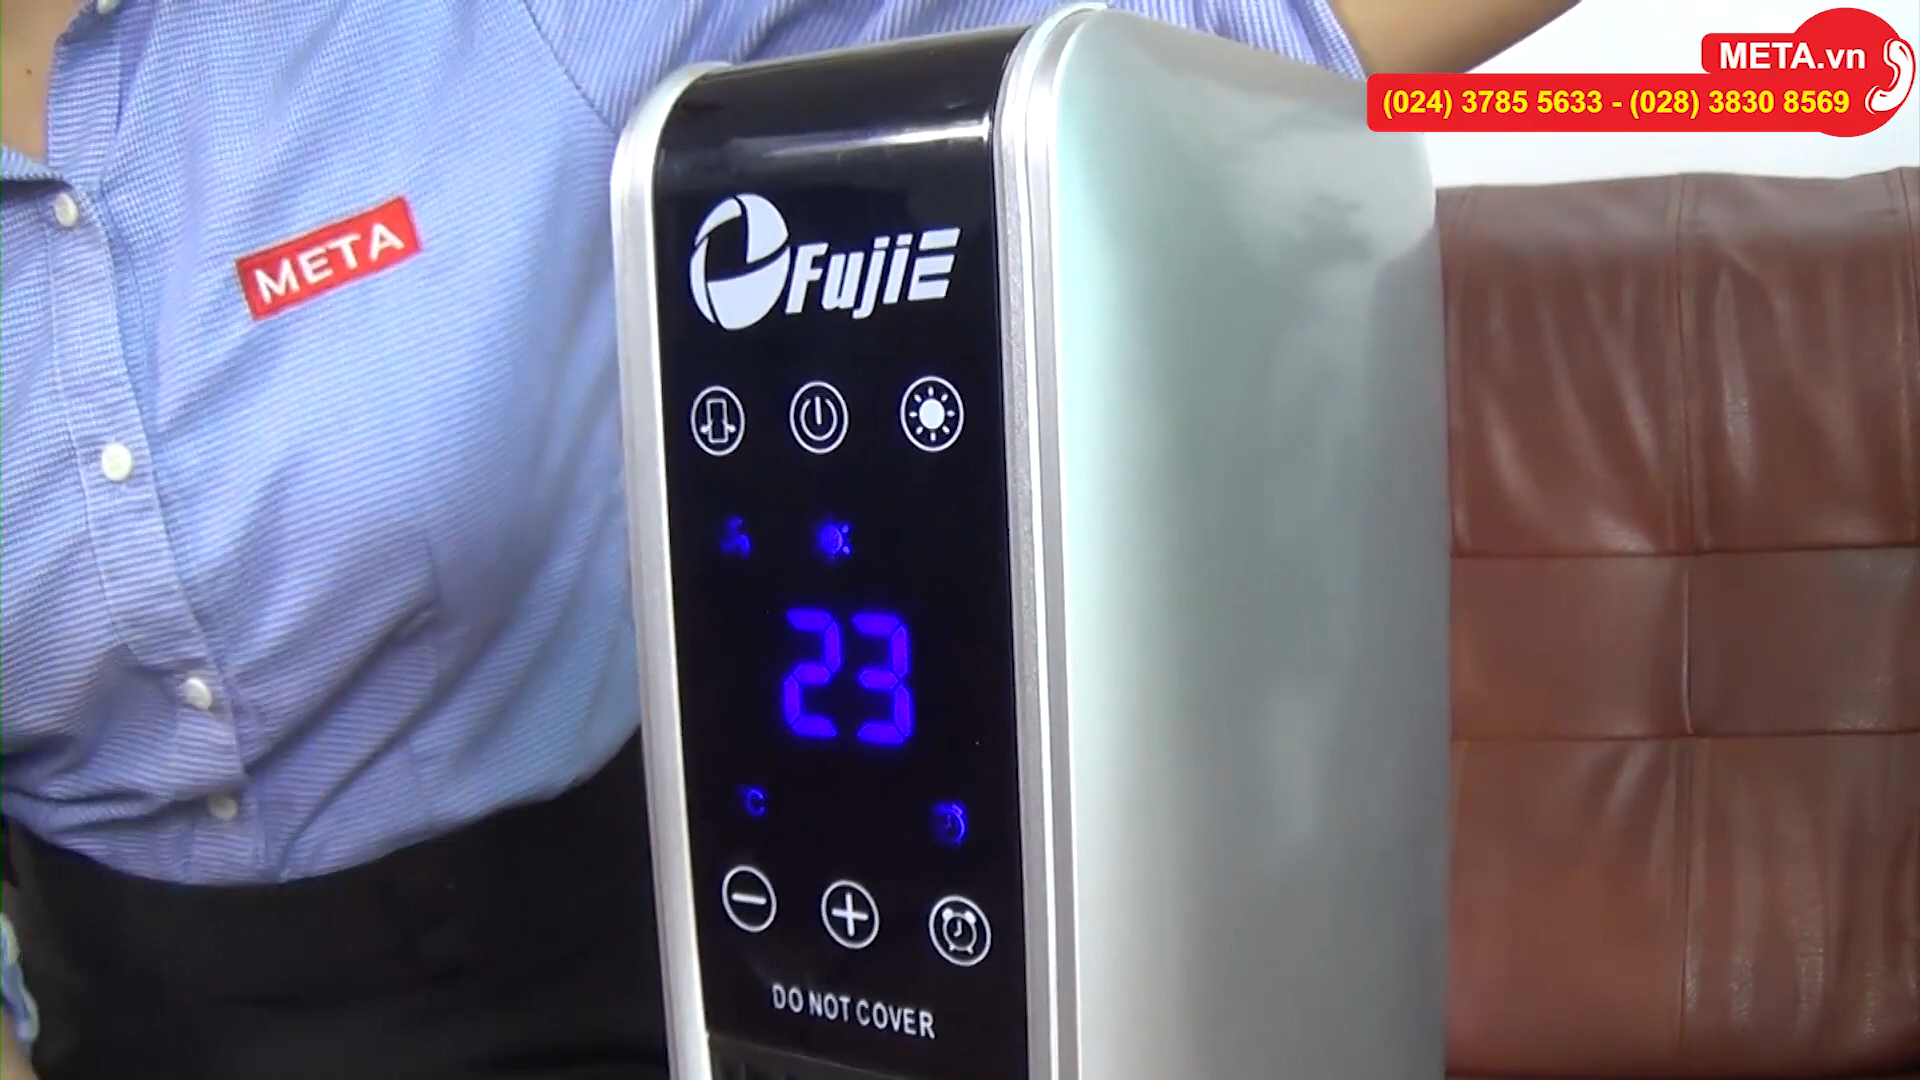 META.vn
(024) 3785 5633 - (028) 3830 8569
META
FujiE
23
°C
DO NOT COVER